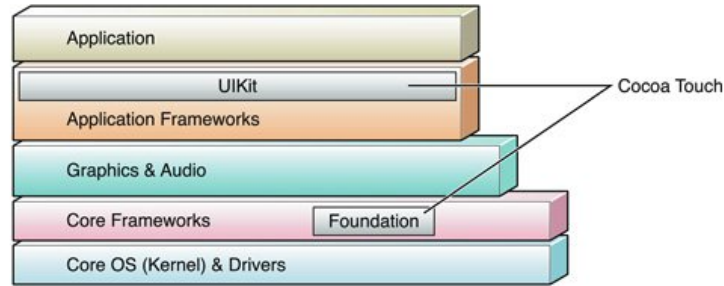 Application
UIKit
Cocoa Touch
Application Frameworks
Graphics & Audio
Core Frameworks
Foundation
Core OS (Kernel) & Drivers